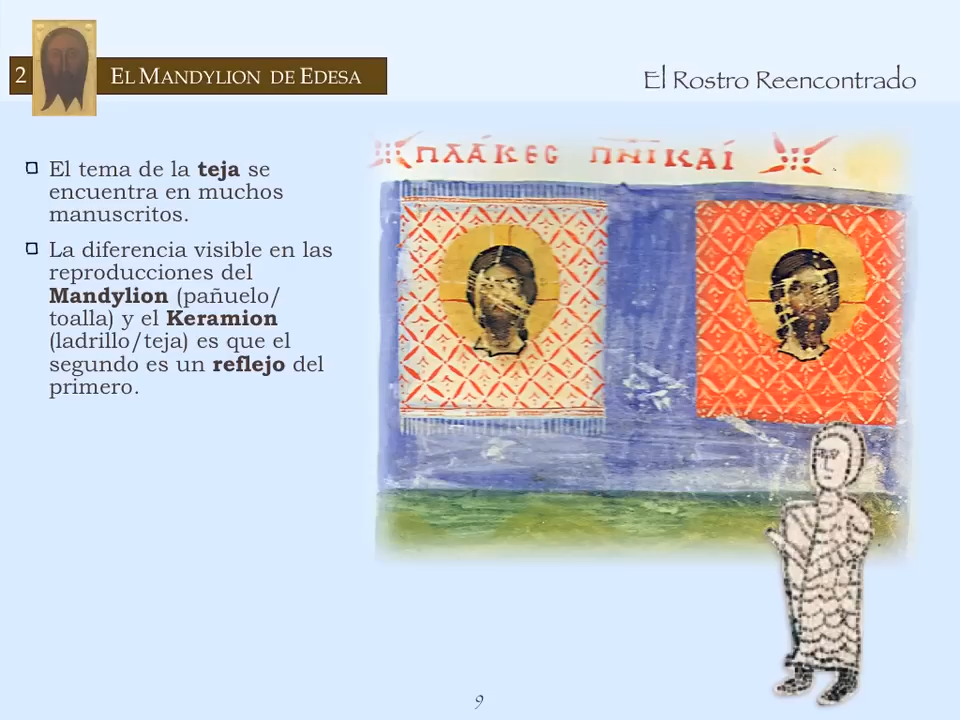 2
EL MANDYLION DE EDESA
El Rostro Reencontrado
El tema de la teja se
encuentra en muchos
manuscritos.
La diferencia visible en las
reproducciones del
Mandylion (pañuelo/
toalla) y el Keramion
(ladrillo/teja) es que el
segundo es un reflejo del
primero.
ΠΛΆΚΕC ΠΝΙΚΑΊ
9